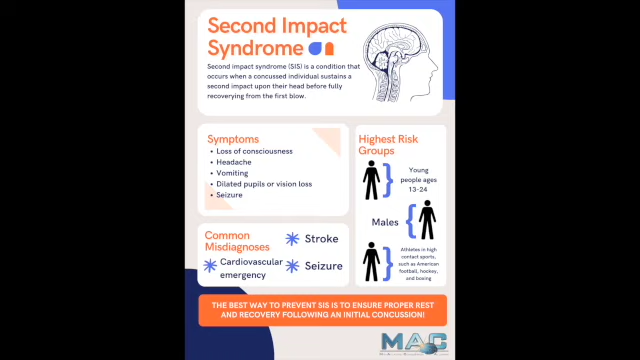 Second Impact
Syndrome
Second impact syndrome (SIS) is a condition that
occurs when a concussed individual sustains a
second impact upon their head before fully
recoverying from the first blow.
Symptoms
• Loss of consciousness
• Headache
• Vomiting
• Dilated pupils or vision loss
• Seizure
Highest Risk
Groups
Young
people ages
13-24
Males
Athletes in high
contact sports,
such as American
football, hockey,
and boxing
Common
Misdiagnoses
Stroke
Cardiovascular
emergency
Seizure
THE BEST WAY TO PREVENT SIS IS TO ENSURE PROPER REST
AND RECOVERY FOLLOWING AN INITIAL CONCUSSION!
MAC